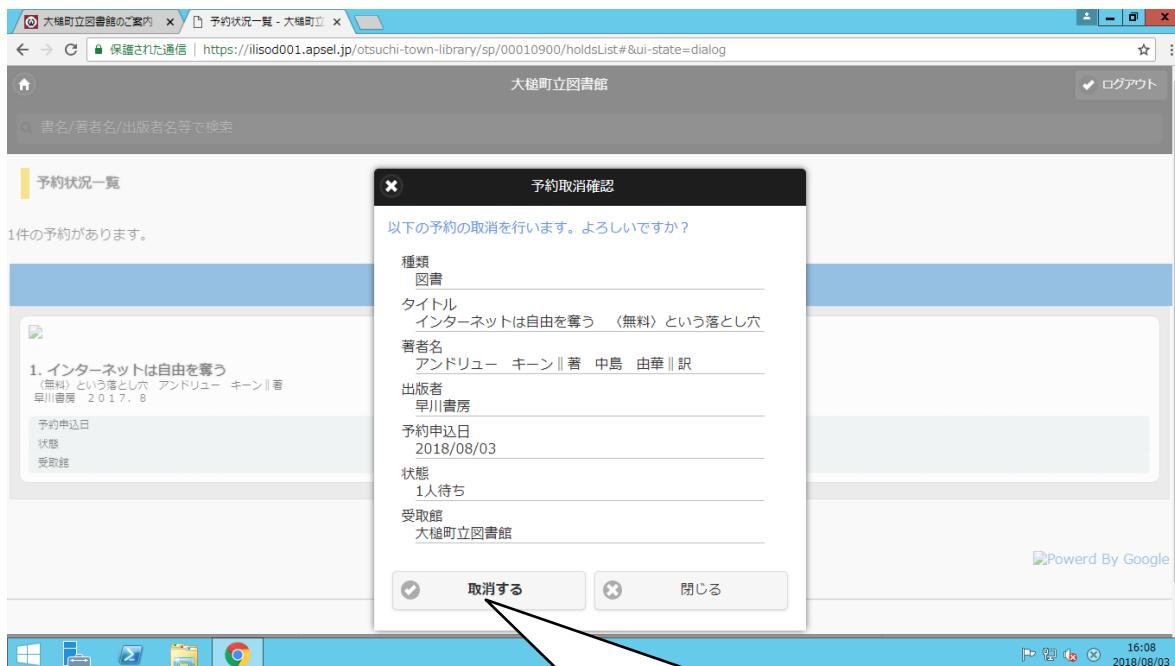 大槌町立図書館のご案内
予約状況一覧 - 大槌町立
保護された通信 | https://ilisod001.apsel.jp/otsuchi-town-library/sp/00010900/holdsList#&ui-state=dialog
大槌町立図書館
ログアウト
書名/著者名/出版者名等で検索
予約状況一覧
1件の予約があります。
1. インターネットは自由を奪う
〈無料〉という落とし穴 アンドリュー キーン‖著
早川書房 2017.8
予約申込日
状態
受取館
予約取消確認
以下の予約の取消を行います。よろしいですか？
種類
図書
タイトル
インターネットは自由を奪う 〈無料〉という落とし穴
著者名
アンドリュー キーン‖著 中島 由華‖訳
出版者
早川書房
予約申込日
2018/08/03
状態
1人待ち
受取館
大槌町立図書館
取消する
閉じる
Powerd By Google
16:08
2018/08/03